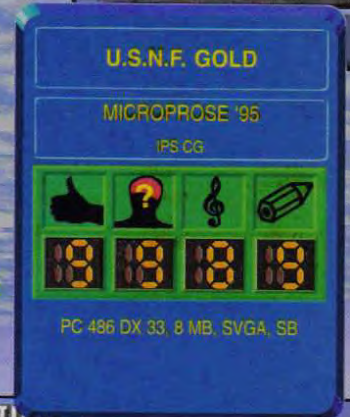 U.S.N.F. GOLD
MICROPROSE '95
IPS CG
?
PC 486 DX 33, 8 MB, SVGA, SB